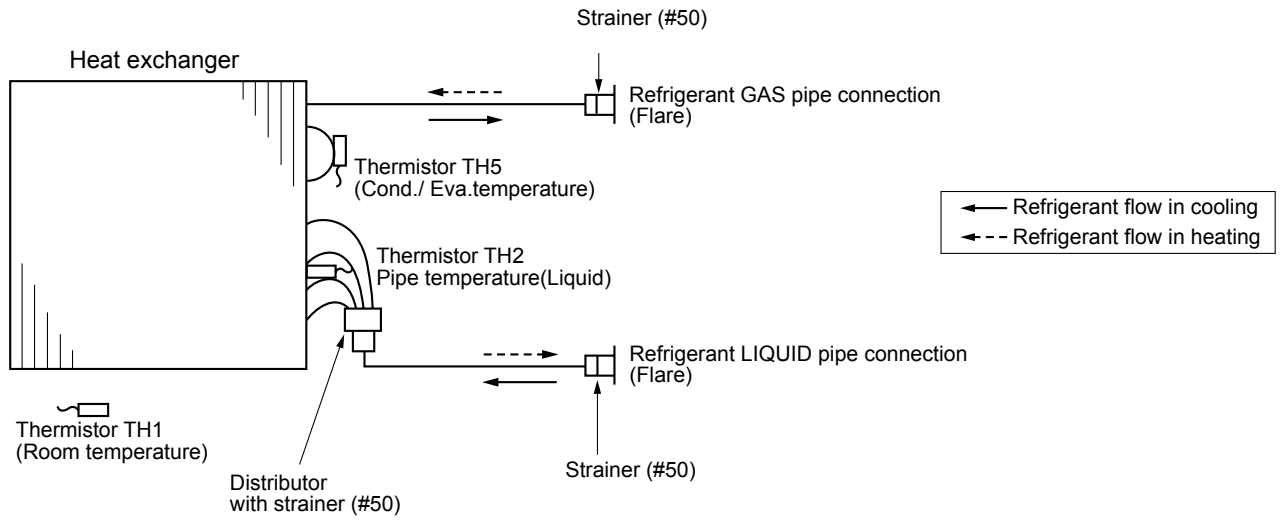 Strainer (#50)
Heat exchanger
Refrigerant GAS pipe connection
(Flare)
Thermistor TH5
(Cond./ Eva.temperature)
Refrigerant flow in cooling
Refrigerant flow in heating
Thermistor TH2
Pipe temperature(Liquid)
Refrigerant LIQUID pipe connection
(Flare)
Thermistor TH1
(Room temperature)
Strainer (#50)
Distributor
with strainer (#50)